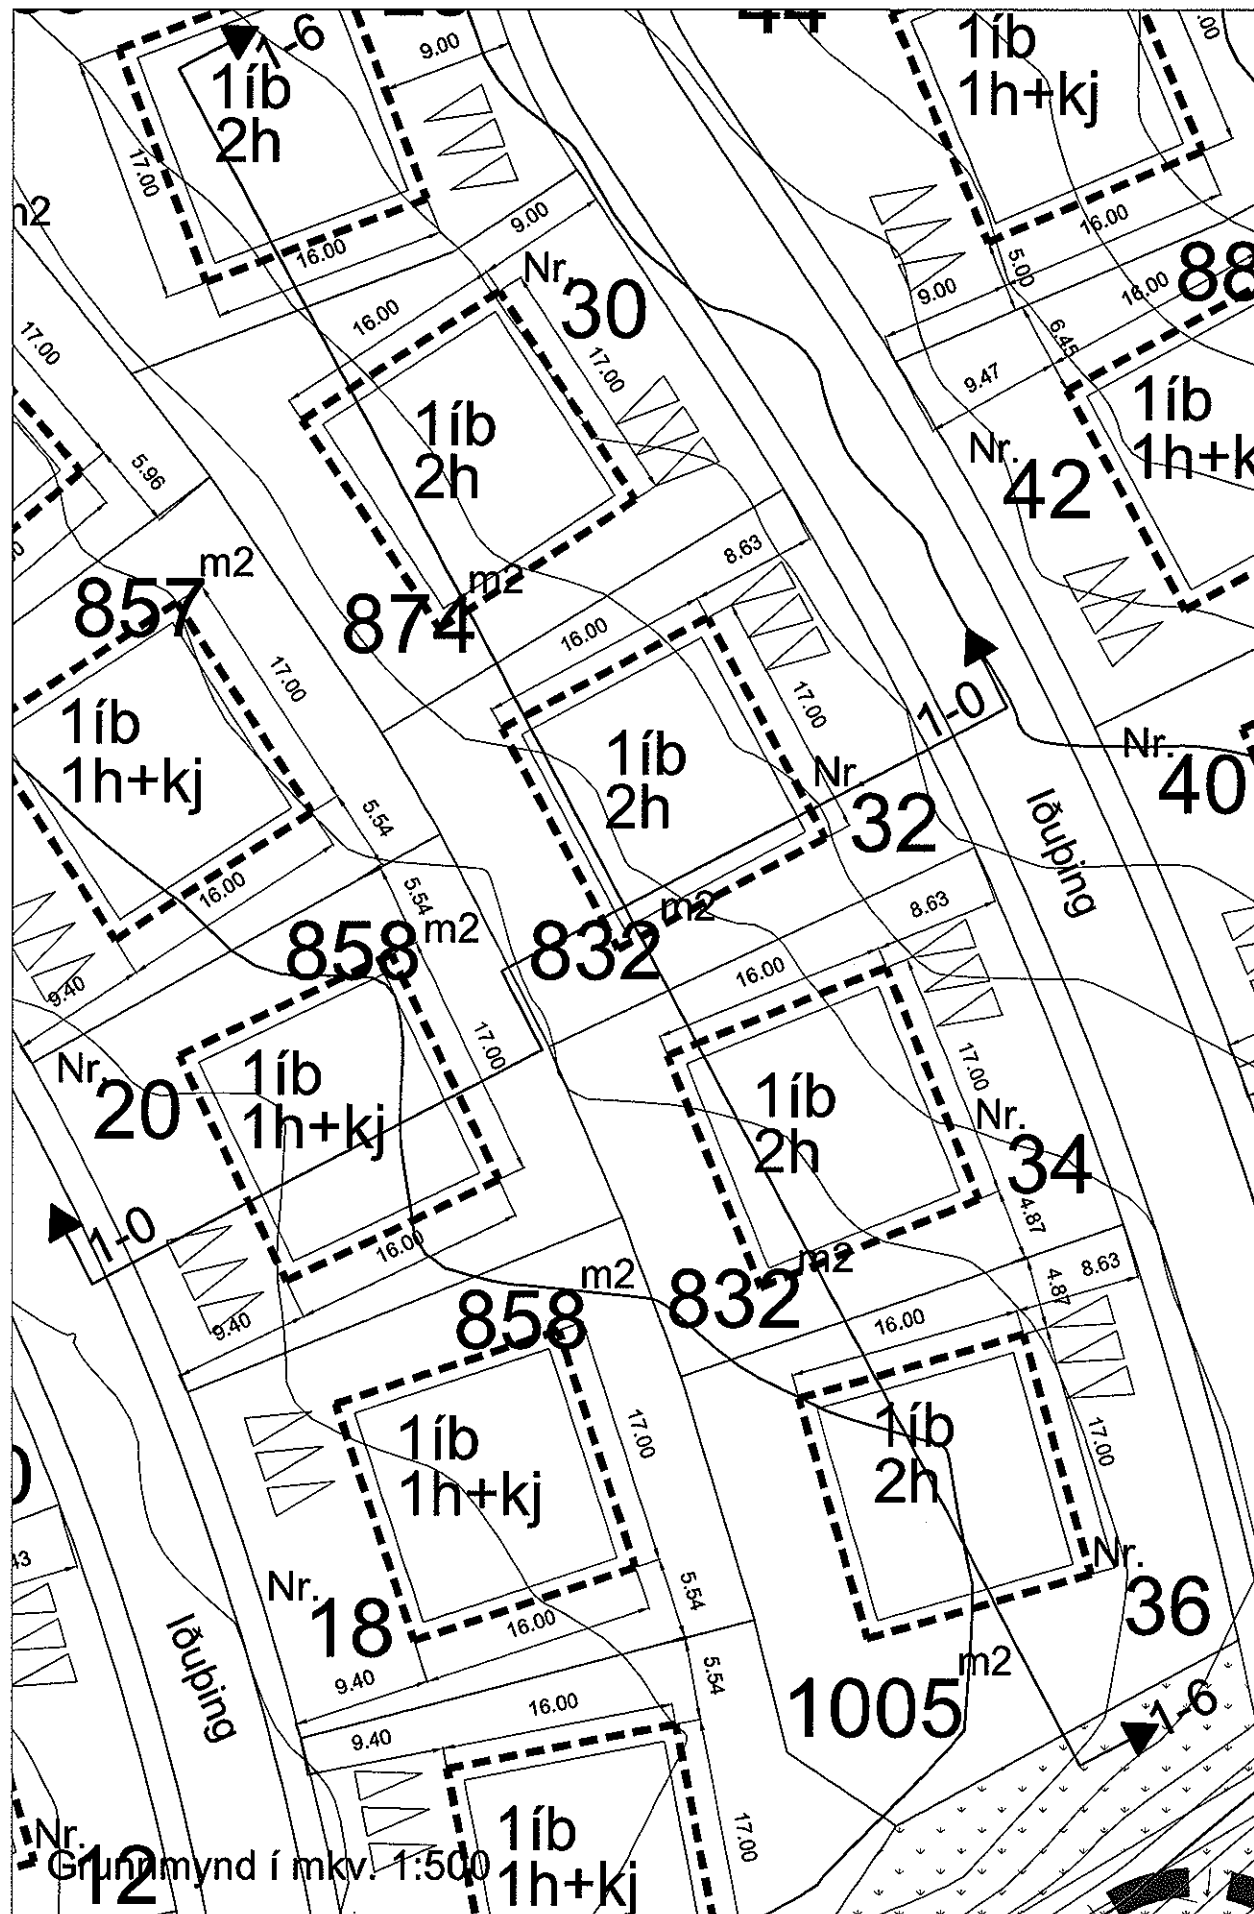 1-6
9.00
44
1íb
1h+kj
1íb
2h
17.00
16.00
9.00
9.00
5.00
16.00
16.00
88
Nr.
30
16.00
17.00
17.00
6.45
9.47
1íb
2h
1íb
Nr.
42
5.96
8.63
857 m2
874 m2
16.00
17.00
17.00
1íb
1h+kj
1íb
2h
1-0
Nr.
32
Nr.
40
Iðuþing
5.54
16.00
5.54
858 m2
832 m2
8.63
16.00
9.40
17.00
Nr.
20
1íb
1h+kj
1íb
2h
17.00
Nr.
34
4.87
1-0
16.00
9.40
858 m2
832 m2
4.87
8.63
16.00
1íb
1h+kj
17.00
1íb
2h
17.00
Nr.
18
16.00
5.54
Nr.
36
Iðuþing
9.40
5.54
1005 m2
1-6
16.00
9.40
1íb
1h+kj
17.00
Nr.
12
Grunnmynd í mkv. 1:500